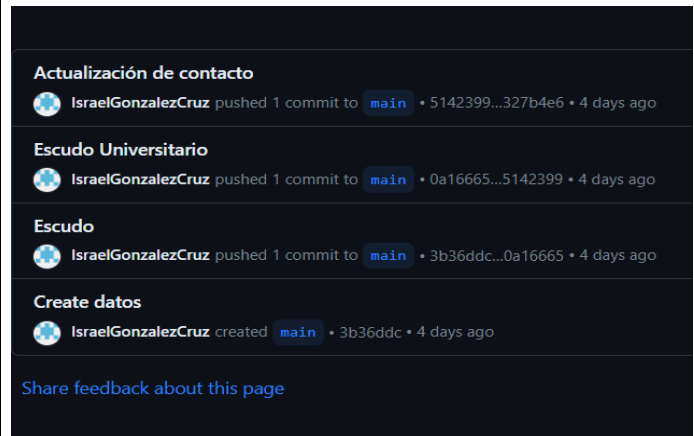 Actualización de contacto
IsraelGonzalezCruz pushed 1 commit to main • 5142399...327b4e6 • 4 days ago
Escudo Universitario
IsraelGonzalezCruz pushed 1 commit to main • 0a16665...5142399 • 4 days ago
Escudo
IsraelGonzalezCruz pushed 1 commit to main • 3b36ddc...0a16665 • 4 days ago
Create datos
IsraelGonzalezCruz created main • 3b36ddc • 4 days ago
Share feedback about this page